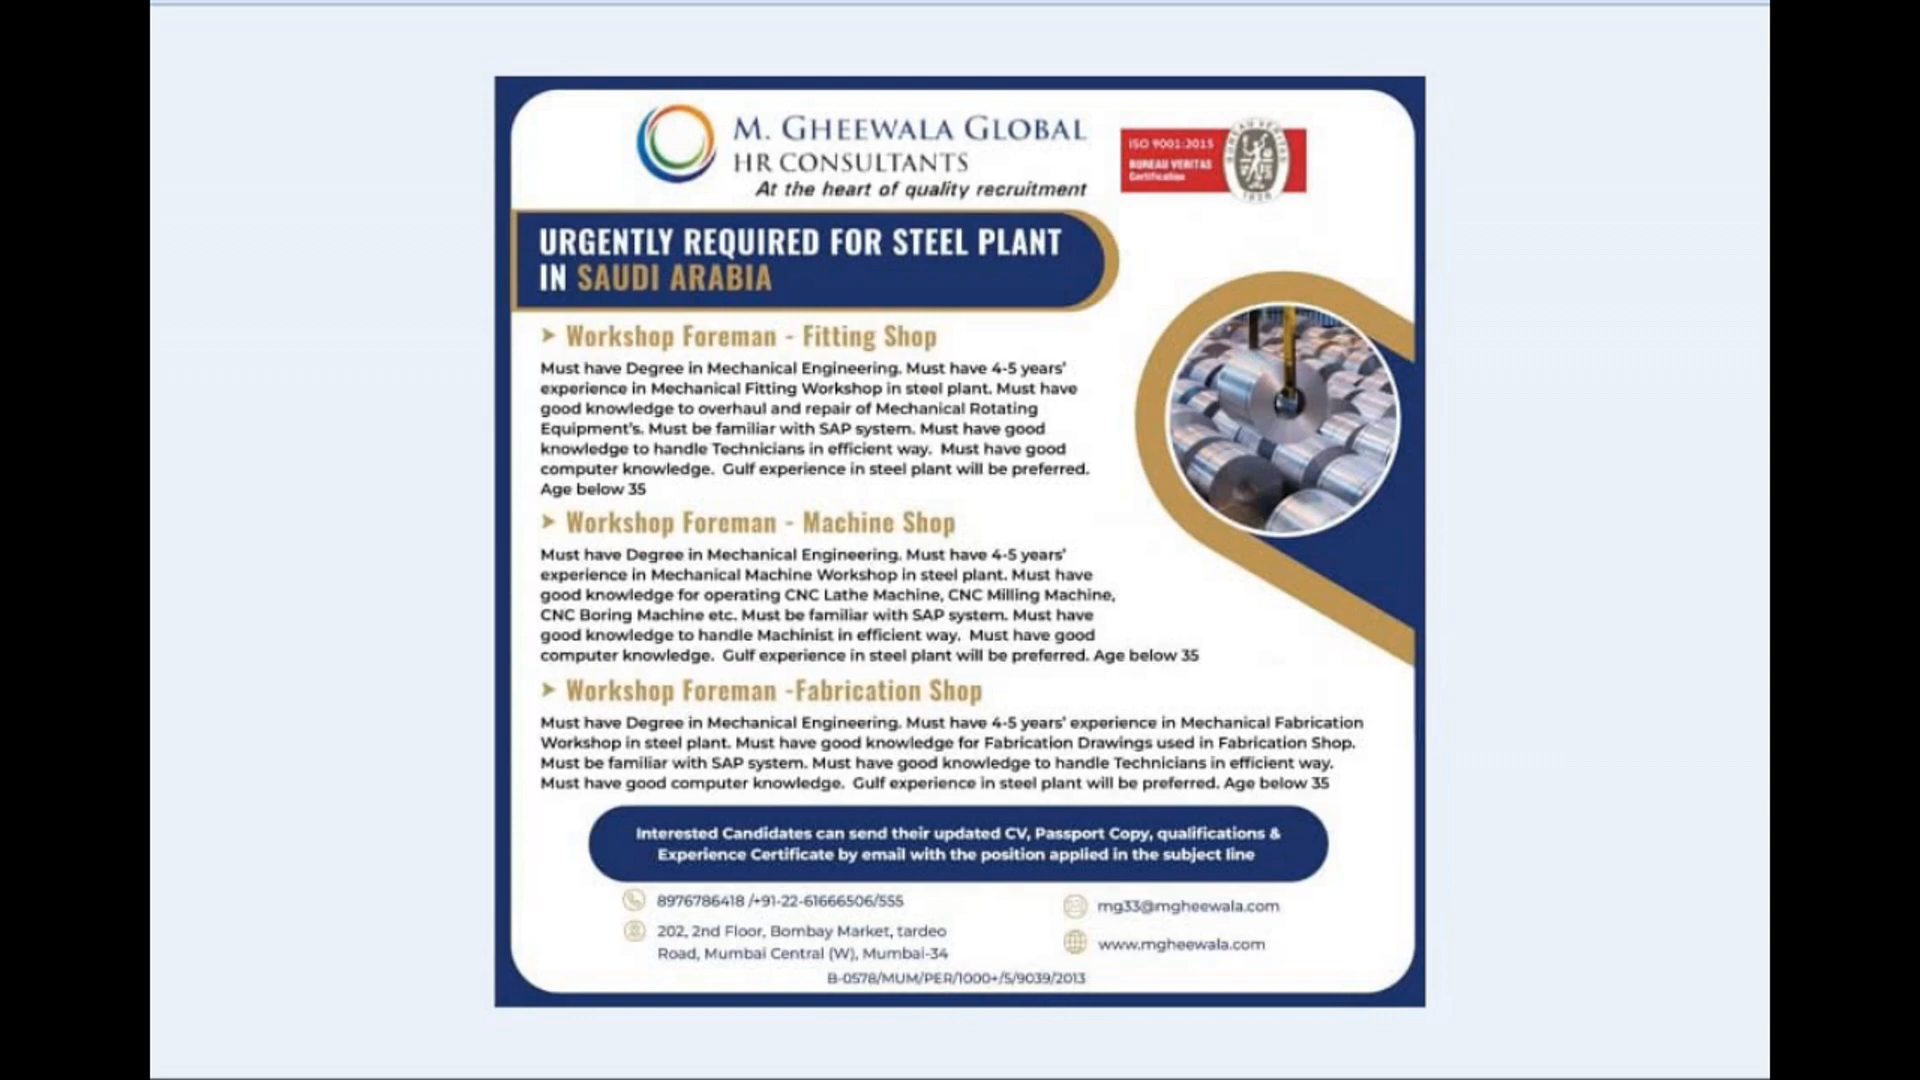 M. GHEEWALA GLOBAL
HR CONSULTANTS
At the heart of quality recruitment
ISO 9001:2015
BUREAU VERITAS
Certification
BUREAU VERITAS
1828
URGENTLY REQUIRED FOR STEEL PLANT
IN SAUDI ARABIA
➤ Workshop Foreman - Fitting Shop
Must have Degree in Mechanical Engineering. Must have 4-5 years’
experience in Mechanical Fitting Workshop in steel plant. Must have
good knowledge to overhaul and repair of Mechanical Rotating
Equipment’s. Must be familiar with SAP system. Must have good
knowledge to handle Technicians in efficient way. Must have good
computer knowledge. Gulf experience in steel plant will be preferred.
Age below 35
➤ Workshop Foreman - Machine Shop
Must have Degree in Mechanical Engineering. Must have 4-5 years’
experience in Mechanical Machine Workshop in steel plant. Must have
good knowledge for operating CNC Lathe Machine, CNC Milling Machine,
CNC Boring Machine etc. Must be familiar with SAP system. Must have
good knowledge to handle Machinist in efficient way. Must have good
computer knowledge. Gulf experience in steel plant will be preferred. Age below 35
➤ Workshop Foreman -Fabrication Shop
Must have Degree in Mechanical Engineering. Must have 4-5 years’ experience in Mechanical Fabrication
Workshop in steel plant. Must have good knowledge for Fabrication Drawings used in Fabrication Shop.
Must be familiar with SAP system. Must have good knowledge to handle Technicians in efficient way.
Must have good computer knowledge. Gulf experience in steel plant will be preferred. Age below 35
Interested Candidates can send their updated CV, Passport Copy, qualifications &
Experience Certificate by email with the position applied in the subject line
8976786418 /+91-22-61666506/555
mg33@mgheewala.com
202, 2nd Floor, Bombay Market, tardeo
Road, Mumbai Central (W), Mumbai-34
www.mgheewala.com
B-0578/MUM/PER/1000+/5/9039/2013